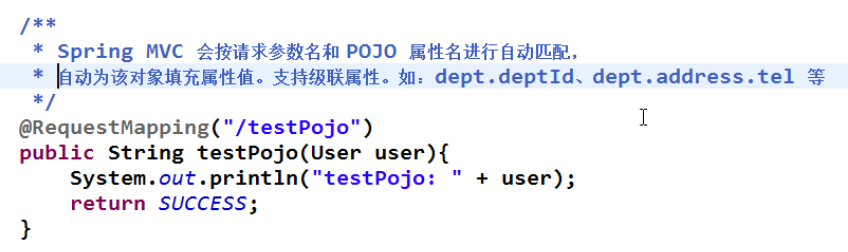 /**
 * Spring MVC 会按请求参数名和 POJO 属性名进行自动匹配，
 * 自动为该对象填充属性值。支持级联属性。如：dept.deptId、dept.address.tel 等
 */
@RequestMapping("/testPojo")
public String testPojo(User user){
    System.out.println("testPojo: " + user);
    return SUCCESS;
}